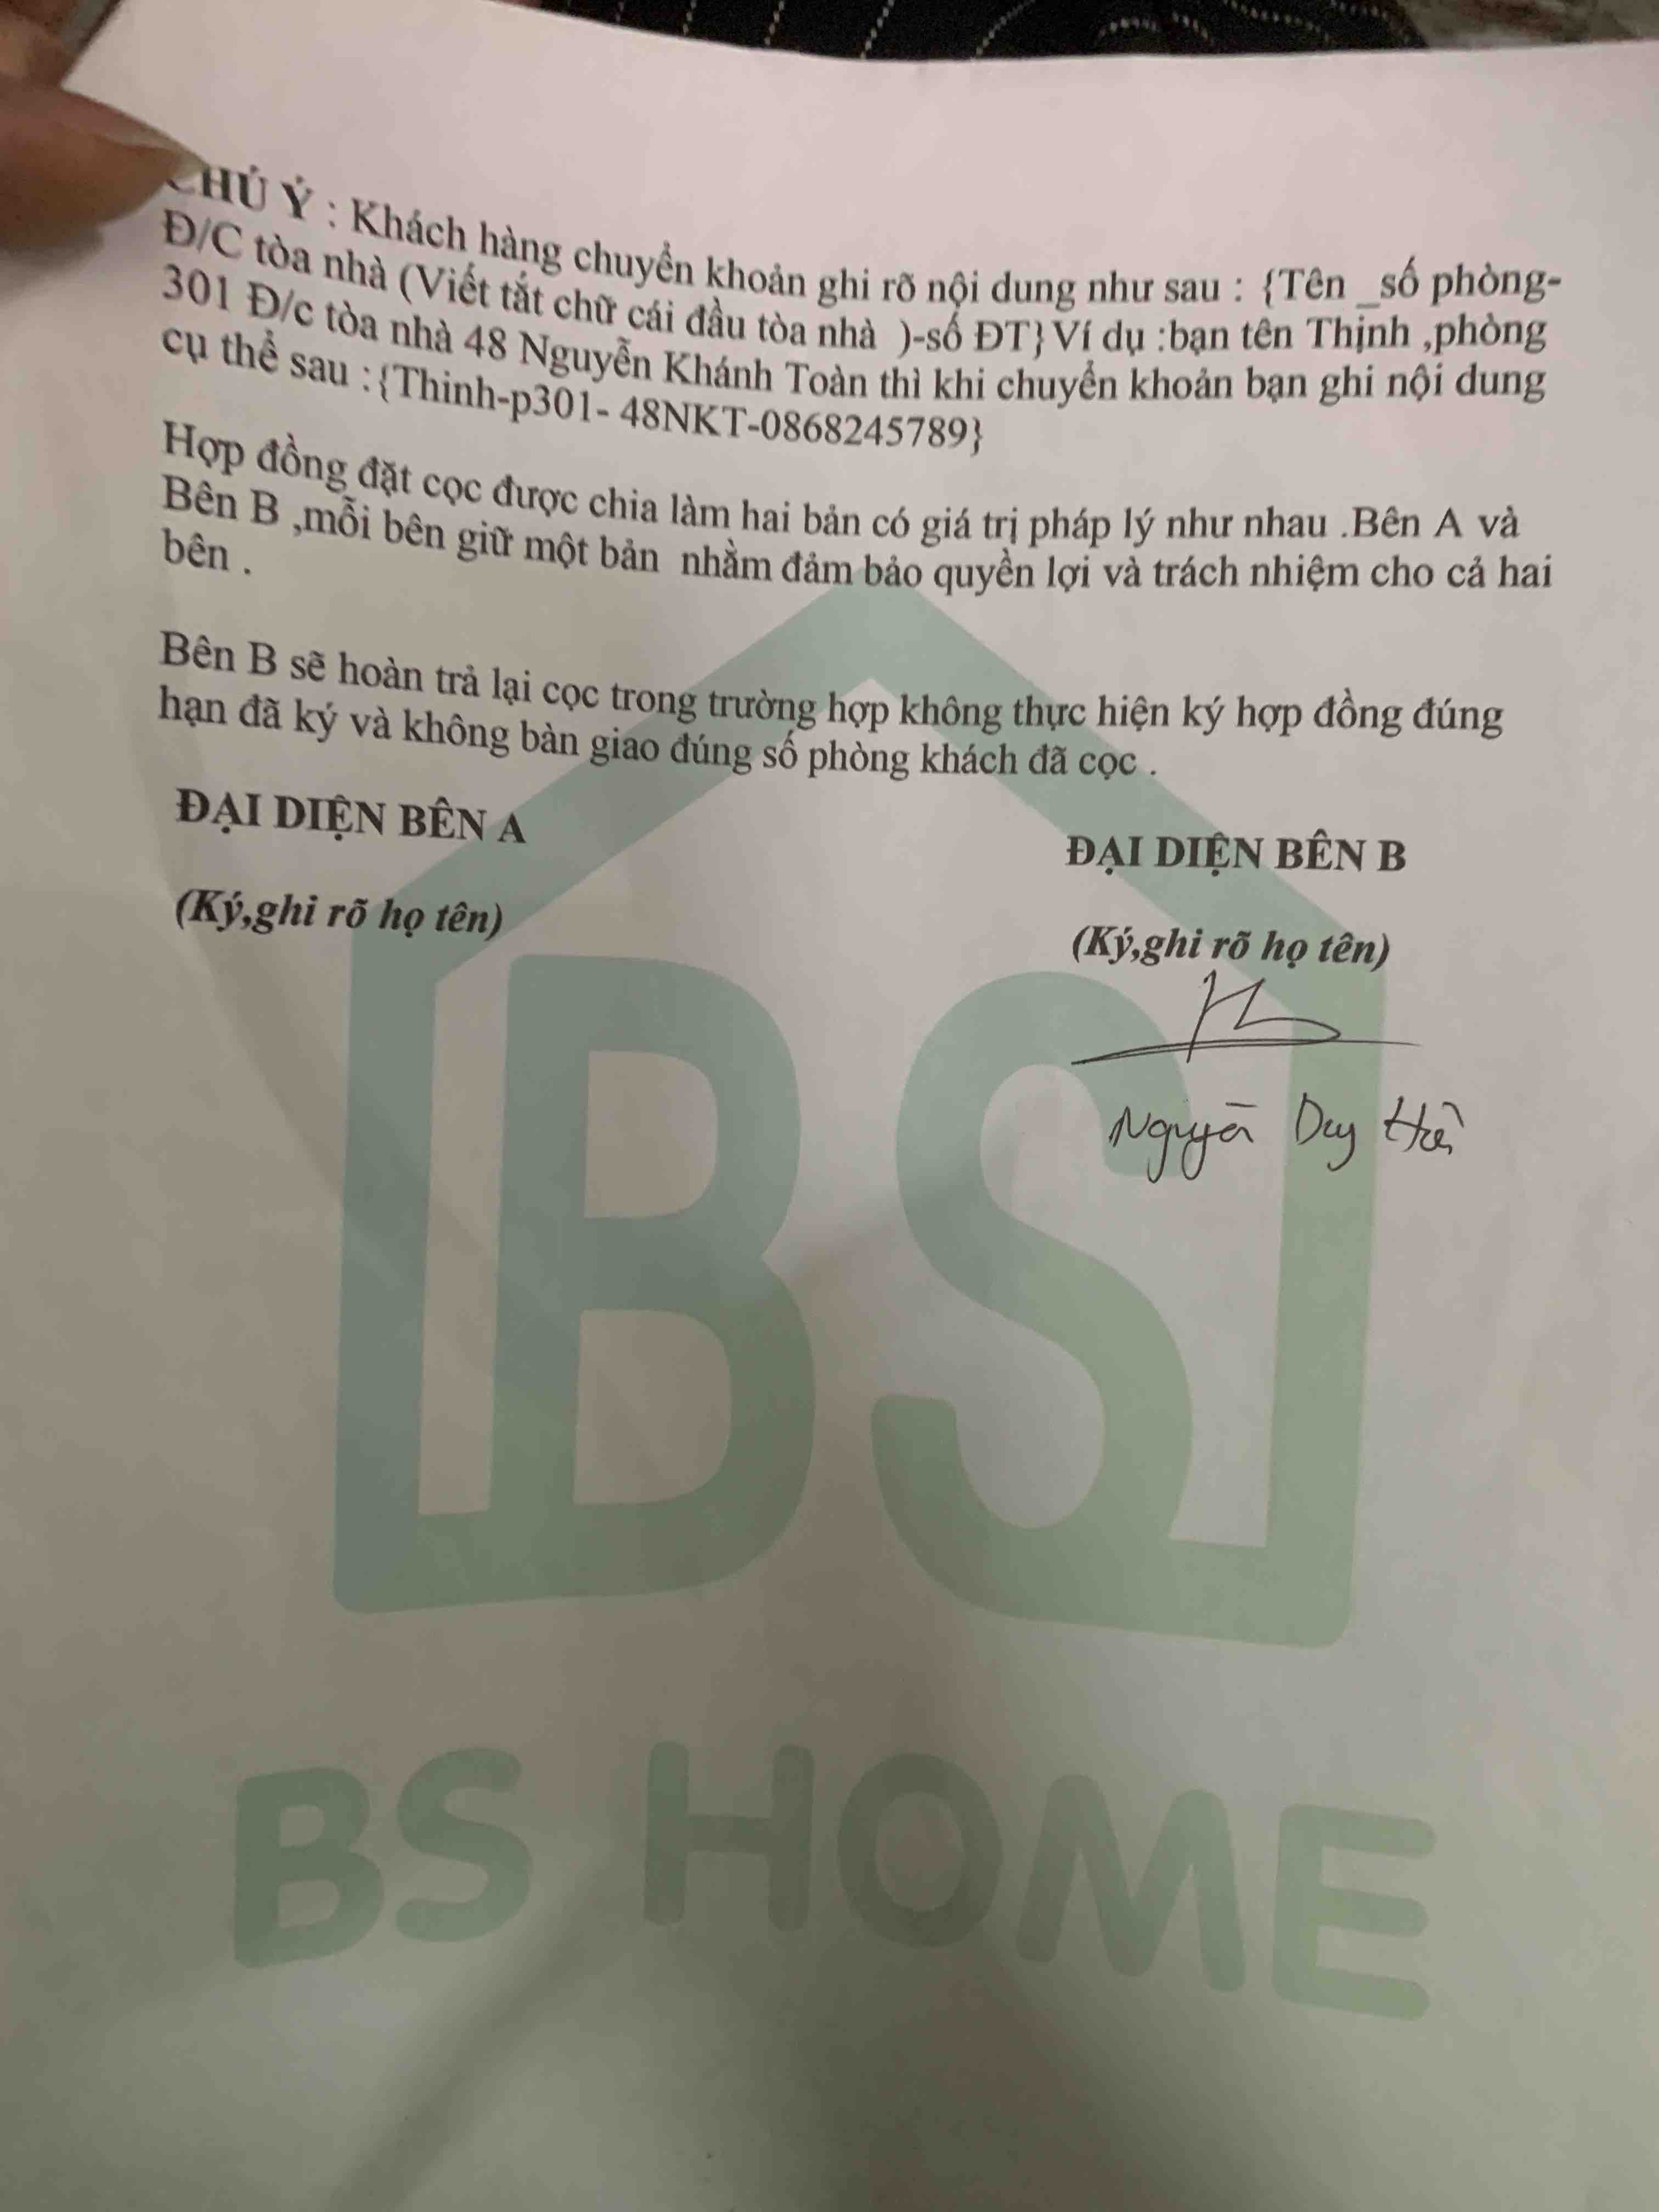 CHÚ Ý : Khách hàng chuyển khoản ghi rõ nội dung như sau : {Tên _số phòng-
Đ/C tòa nhà (Viết tắt chữ cái đầu tòa nhà )-số ĐT}Ví dụ :bạn tên Thịnh ,phòng
301 Đ/c tòa nhà 48 Nguyễn Khánh Toàn thì khi chuyển khoản bạn ghi nội dung
cụ thể sau :{Thinh-p301- 48NKT-0868245789}
Hợp đồng đặt cọc được chia làm hai bản có giá trị pháp lý như nhau .Bên A và
Bên B ,mỗi bên giữ một bản nhằm đảm bảo quyền lợi và trách nhiệm cho cả hai
bên .
Bên B sẽ hoàn trả lại cọc trong trường hợp không thực hiện ký hợp đồng đúng
hạn đã ký và không bàn giao đúng số phòng khách đã cọc .
ĐẠI DIỆN BÊN A
ĐẠI DIỆN BÊN B
(Ký,ghi rõ họ tên)
(Ký,ghi rõ họ tên)
Duy
BS
BS HOME